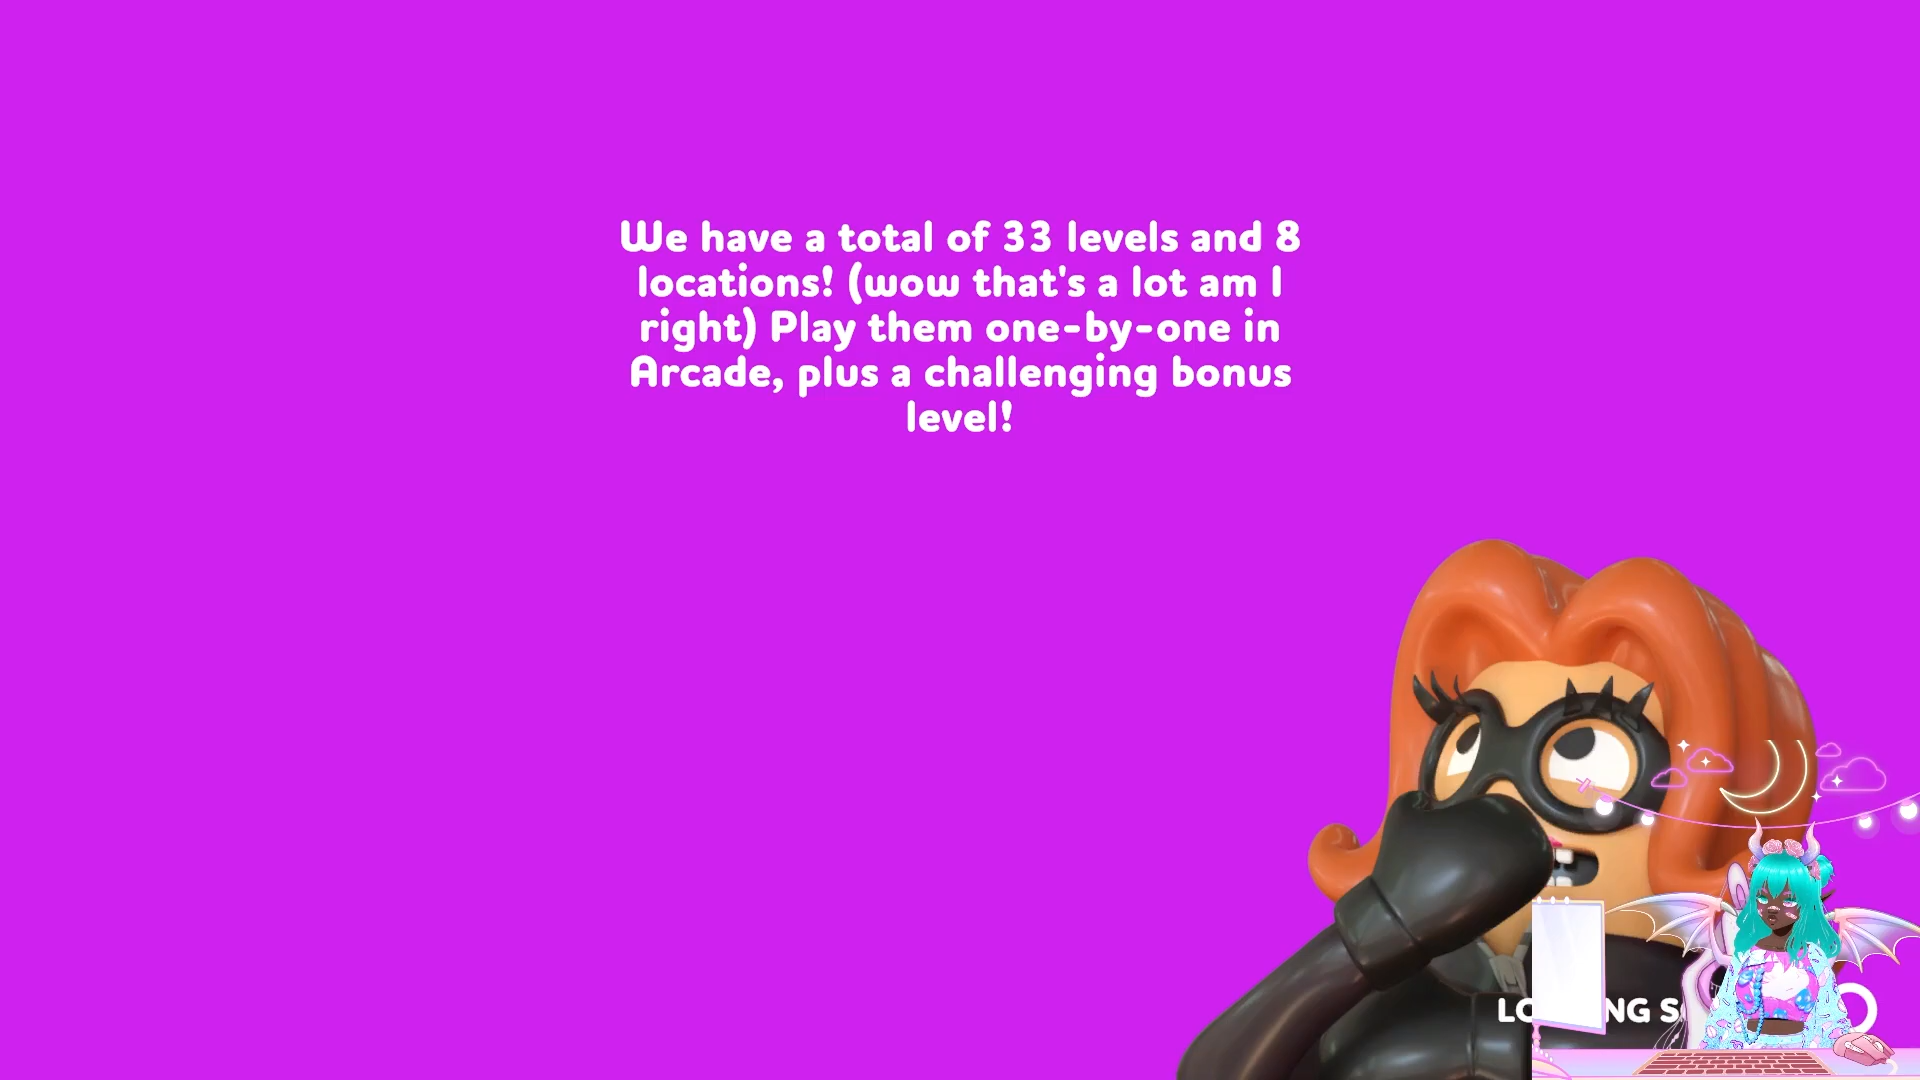 We have a total of 33 levels and 8
locations! (wow that's a lot am I
right) Play them one-by-one in
Arcade, plus a challenging bonus
level!